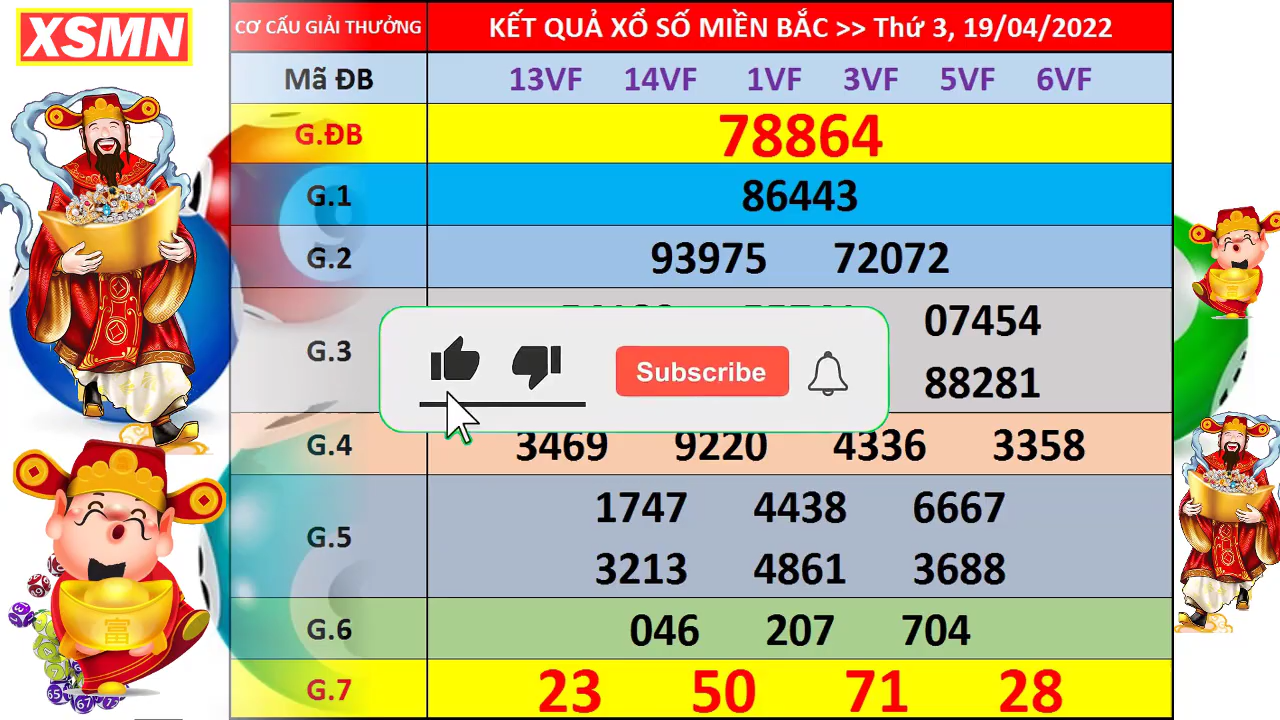 XSMN
CƠ CẤU GIẢI THƯỞNG
KẾT QUẢ XỔ SỐ MIỀN BẮC >> Thứ 3, 19/04/2022
Mã ĐB 13VF 14VF 1VF 3VF 5VF 6VF
G.ĐB 78864
G.1 86443
G.2 93975 72072
07454
G.3
88281
Subscribe
G.4 3469 9220 4336 3358
1747 4438 6667
G.5
3213 4861 3688
G.6 046 207 704
G.7 23 50 71 28
富